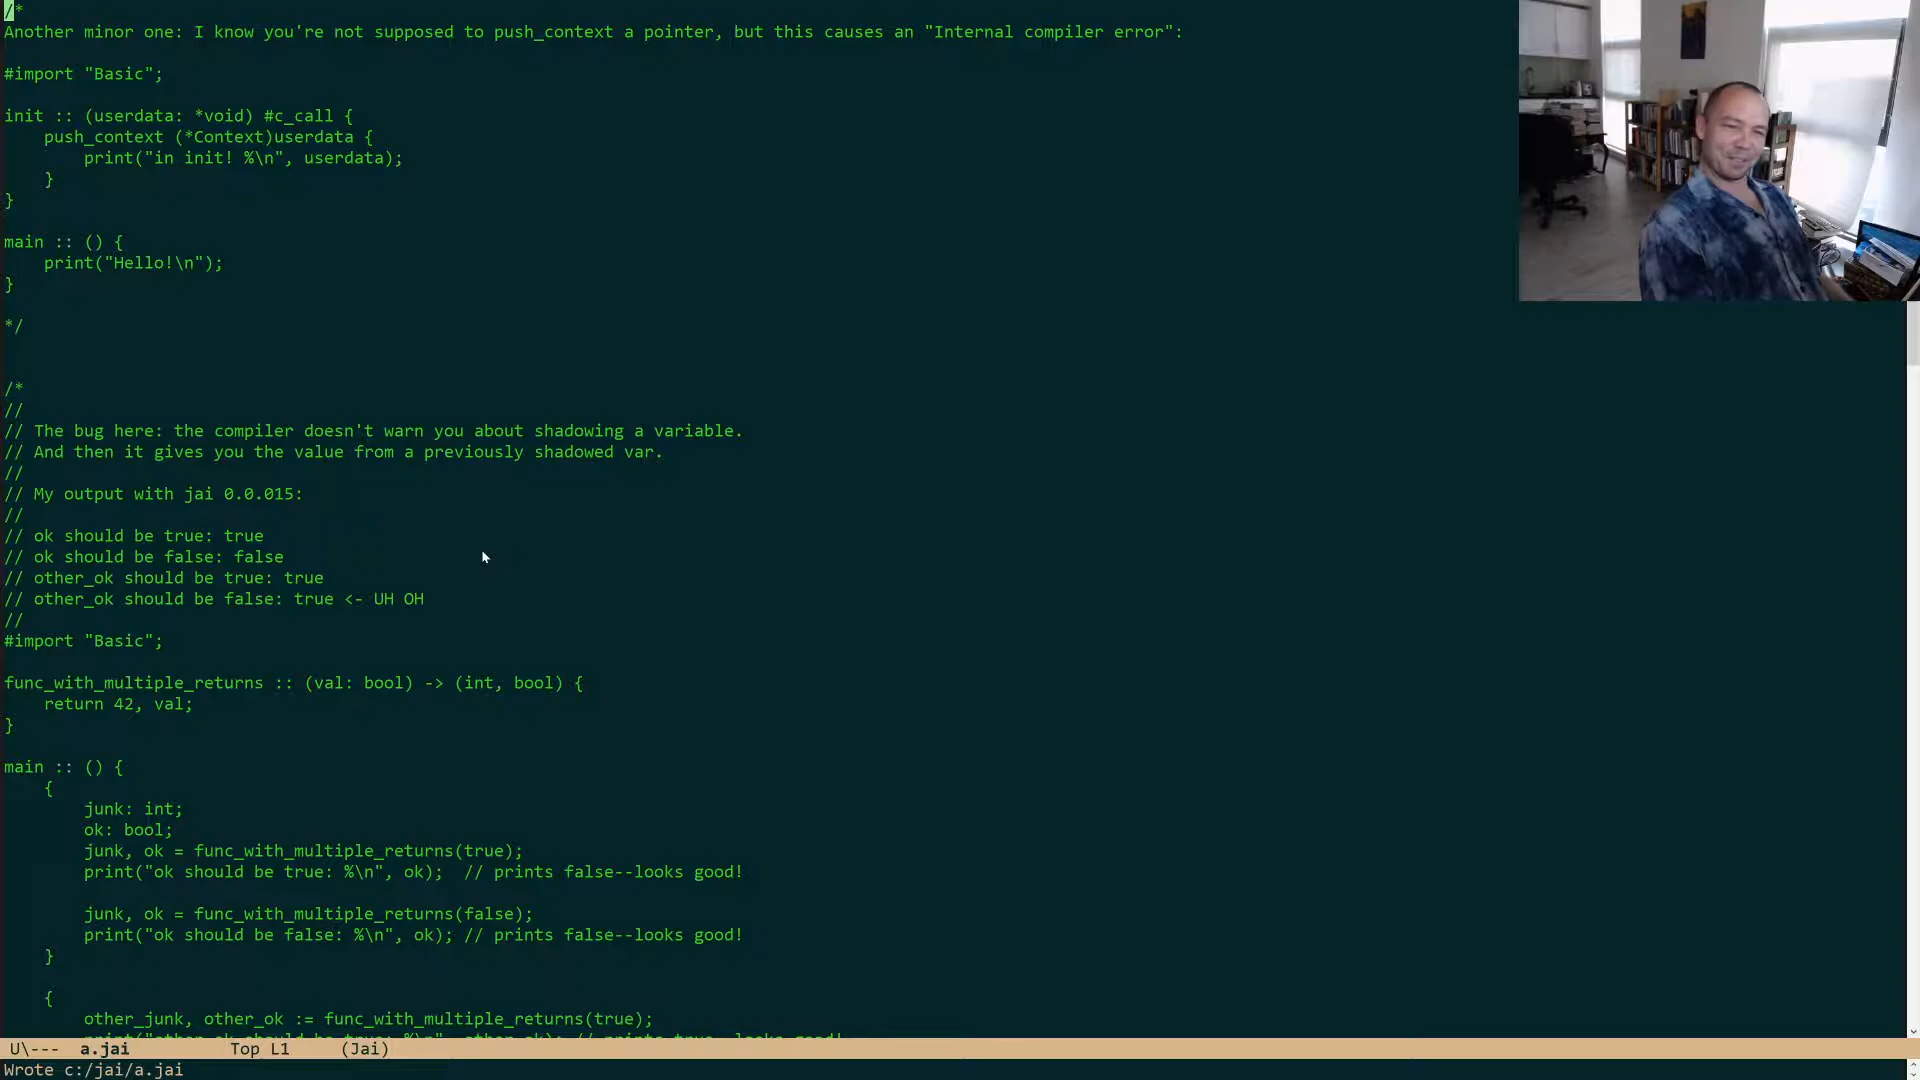 /*
Another minor one: I know you're not supposed to push_context a pointer, but this causes an "Internal compiler error":
#import "Basic";
init :: (userdata: *void) #c_call {
    push_context (*Context)userdata {
        print("in init! %\n", userdata);
    }
}
main :: () {
    print("Hello!\n");
}
*/
/*
//
// The bug here: the compiler doesn't warn you about shadowing a variable.
// And then it gives you the value from a previously shadowed var.
//
// My output with jai 0.0.015:
//
// ok should be true: true
// ok should be false: false
// other_ok should be true: true
// other_ok should be false: true <- UH OH
//
#import "Basic";
func_with_multiple_returns :: (val: bool) -> (int, bool) {
    return 42, val;
}
main :: () {
    {
        junk: int;
        ok: bool;
        junk, ok = func_with_multiple_returns(true);
        print("ok should be true: %\n", ok);  // prints false--looks good!
        junk, ok = func_with_multiple_returns(false);
        print("ok should be false: %\n", ok); // prints false--looks good!
    }
    {
        other_junk, other_ok := func_with_multiple_returns(true);
U\--- a.jai Top L1 (Jai)
Wrote c:/jai/a.jai